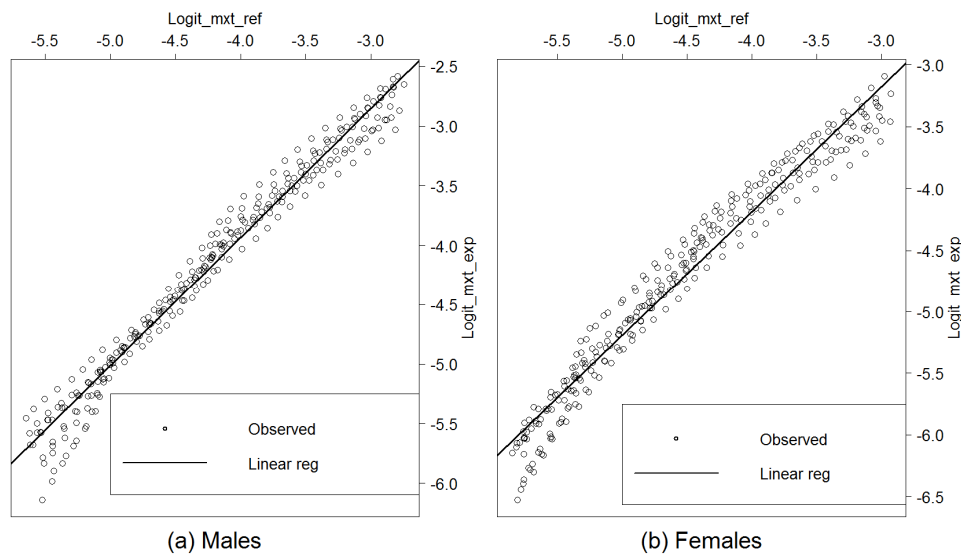 Logit_mxt_ref
-5.5 -5.0 -4.5 -4.0 -3.5 -3.0
-2.5
-3.0
-3.5
-4.0
-4.5
-5.0
-5.5
-6.0
Logit_mxt_exp
Observed
Linear reg
(a) Males
Logit_mxt_ref
-5.5 -5.0 -4.5 -4.0 -3.5 -3.0
-3.0
-3.5
-4.0
-4.5
-5.0
-5.5
-6.0
-6.5
Logit_mxt_exp
Observed
Linear reg
(b) Females